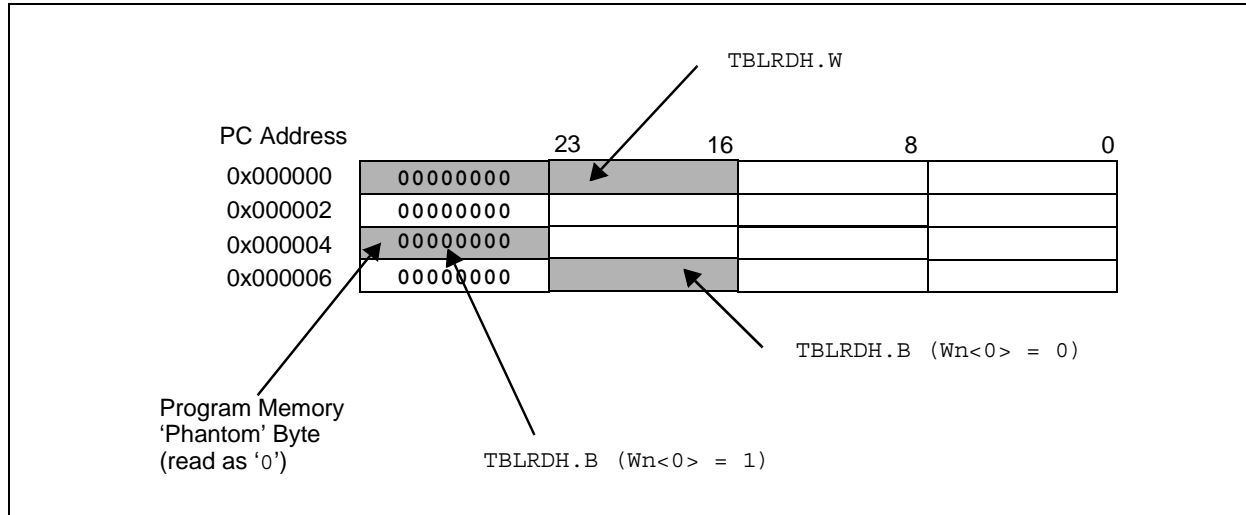 TBLRDH.W
PC Address
23 16 8 0
0x000000 00000000
0x000002 00000000
0x000004 00000000
0x000006 00000000
TBLRDH.B (Wn<0> = 0)
Program Memory
‘Phantom’ Byte
(read as ‘0’)
TBLRDH.B (Wn<0> = 1)